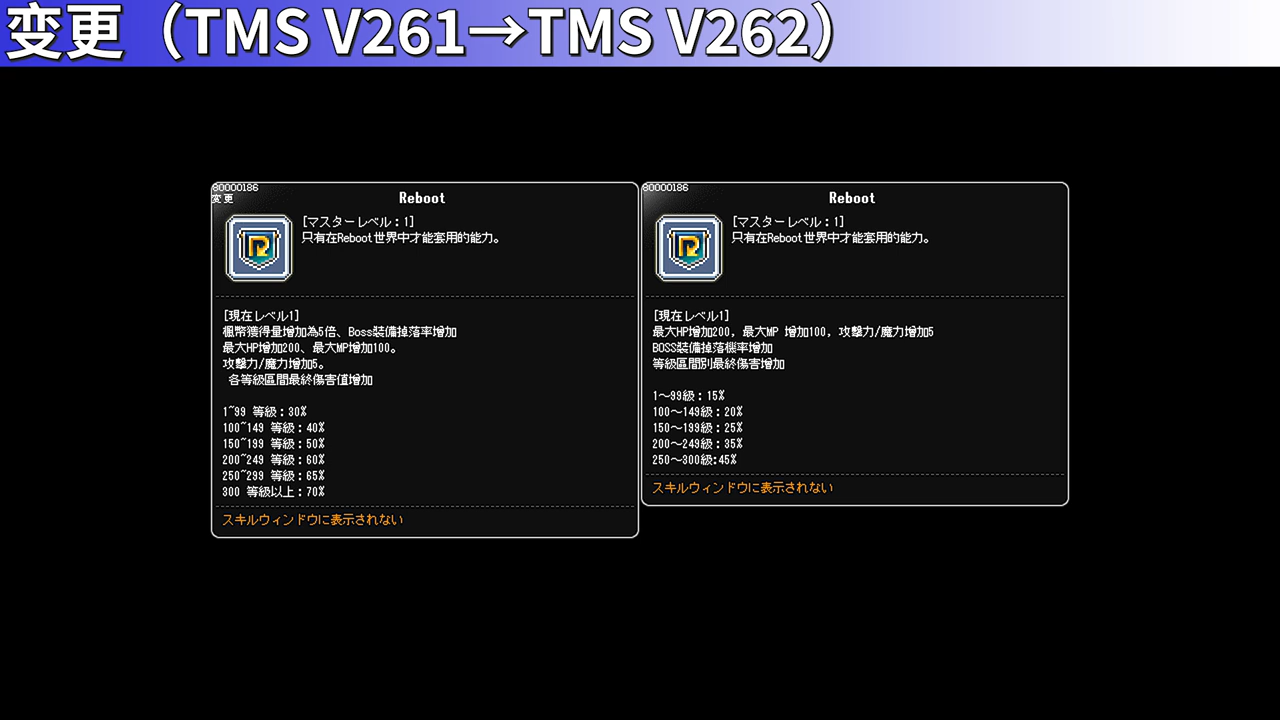 変更（TMS V261→TMS V262）
80000186
変更
Reboot
[マスターレベル：1]
只有在Reboot世界中才能套用的能力。
[現在レベル1]
楓幣獲得量增加為5倍、Boss裝備掉落率增加
最大HP增加200、最大MP增加100。
攻擊力/魔力增加5。
各等級區間最終傷害值增加
1~99 等級：30%
100~149 等級：40%
150~199 等級：50%
200~249 等級：60%
250~299 等級：65%
300 等級以上：70%
スキルウィンドウに表示されない
80000186
Reboot
[マスターレベル：1]
只有在Reboot世界中才能套用的能力。
[現在レベル1]
最大HP增加200，最大MP 增加100，攻擊力/魔力增加5
BOSS裝備掉落機率增加
等級區間別最終傷害增加
1～99級：15%
100～149級：20%
150～199級：25%
200～249級：35%
250～300級:45%
スキルウィンドウに表示されない